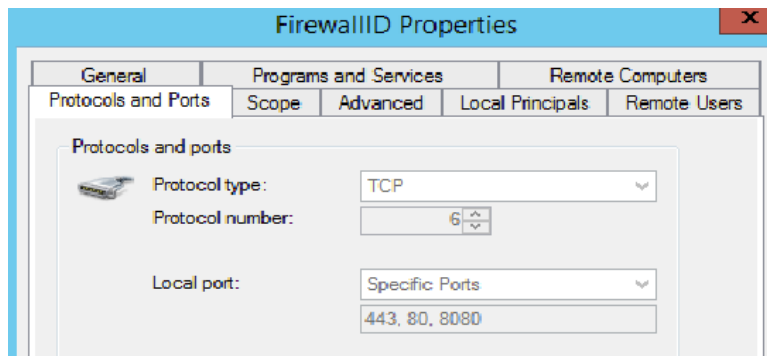 FirewallID Properties
x
General Programs and Services Remote Computers
Protocols and Ports Scope Advanced Local Principals Remote Users
Protocols and ports
Protocol type: TCP
Protocol number: 6
Local port: Specific Ports
443, 80, 8080